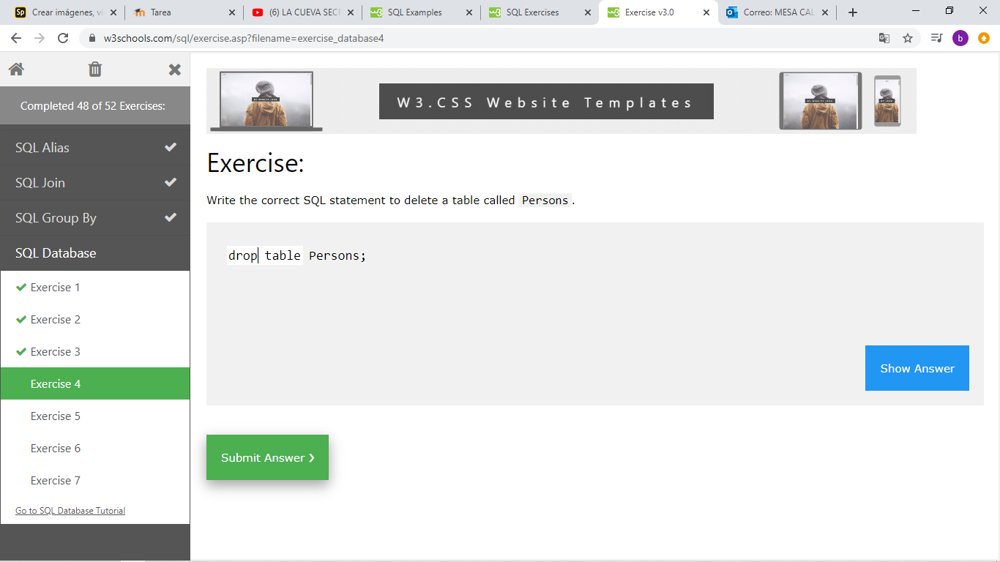 Crear imágenes, ví
Tarea
(6) LA CUEVA SECR
SQL Examples
SQL Exercises
Exercise v3.0
Correo: MESA CAL
w3schools.com/sql/exercise.asp?filename=exercise_database4
b
Completed 48 of 52 Exercises:
SQL Alias
SQL Join
SQL Group By
SQL Database
Exercise 1
Exercise 2
Exercise 3
Exercise 4
Exercise 5
Exercise 6
Exercise 7
Go to SQL Database Tutorial
W3.CSS Website Templates
Exercise:
Write the correct SQL statement to delete a table called Persons.
drop table Persons;
Show Answer
Submit Answer ❯